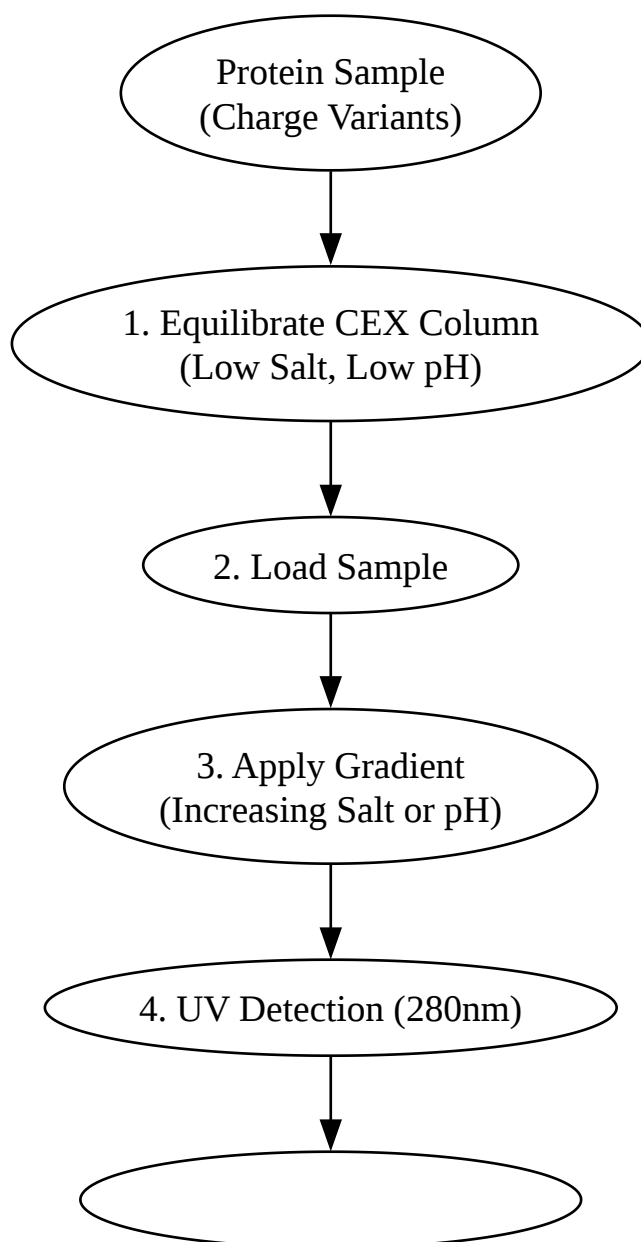 Protein Sample
(Charge Variants)
1. Equilibrate CEX Column
(Low Salt, Low pH)
2. Load Sample
3. Apply Gradient
(Increasing Salt or pH)
4. UV Detection (280nm)